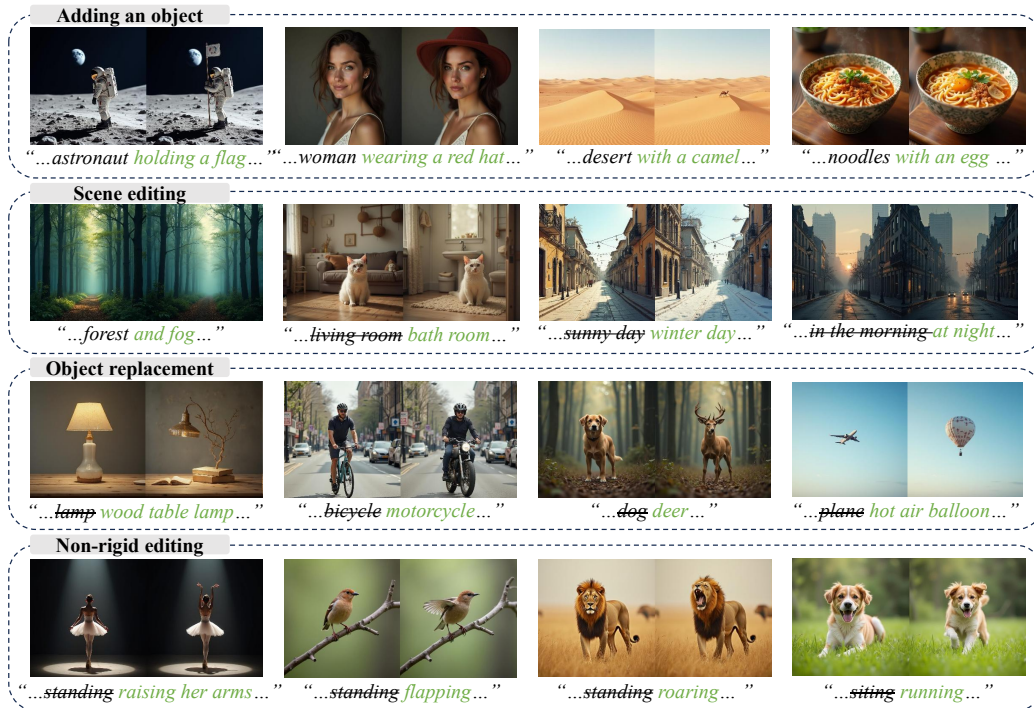 Adding an object
“...astronaut holding a flag...”
“...woman wearing a red hat...”
“...desert with a camel...”
“...noodles with an egg ...”
Scene editing
“...forest and fog...”
“...living room bath room...”
“...sunny day winter day...”
“...in the morning at night...”
Object replacement
“...lamp wood table lamp...”
“...bicycle motorcycle...”
“...dog deer...”
“...plane hot air balloon...”
Non-rigid editing
“...standing raising her arms...”
“...standing flapping...”
“...standing roaring... ”
“...siting running...”